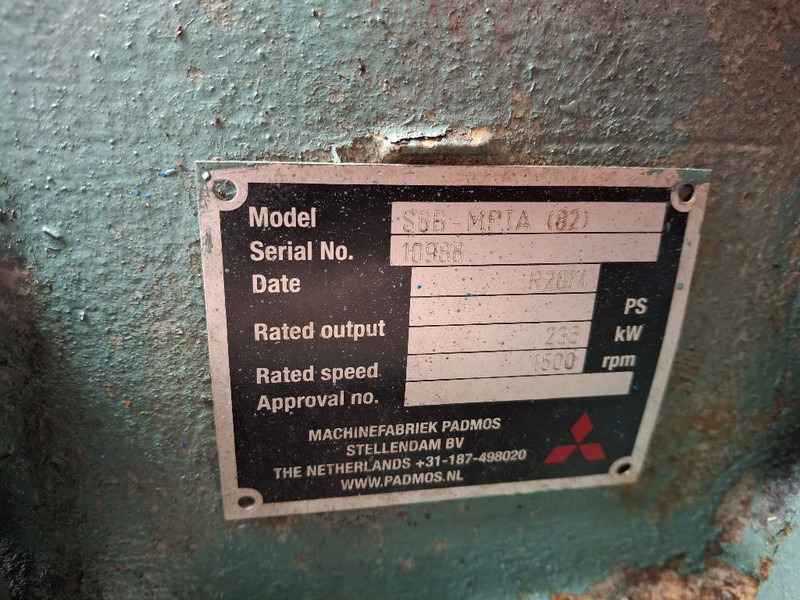 Model S6B-MPTA (82)
Serial No. 10988
Date
PS
Rated output 235 kW
Rated speed 1500 rpm
Approval no.
MACHINEFABRIEK PADMOS
STELLENDAM BV
THE NETHERLANDS +31-187-498020
WWW.PADMOS.NL